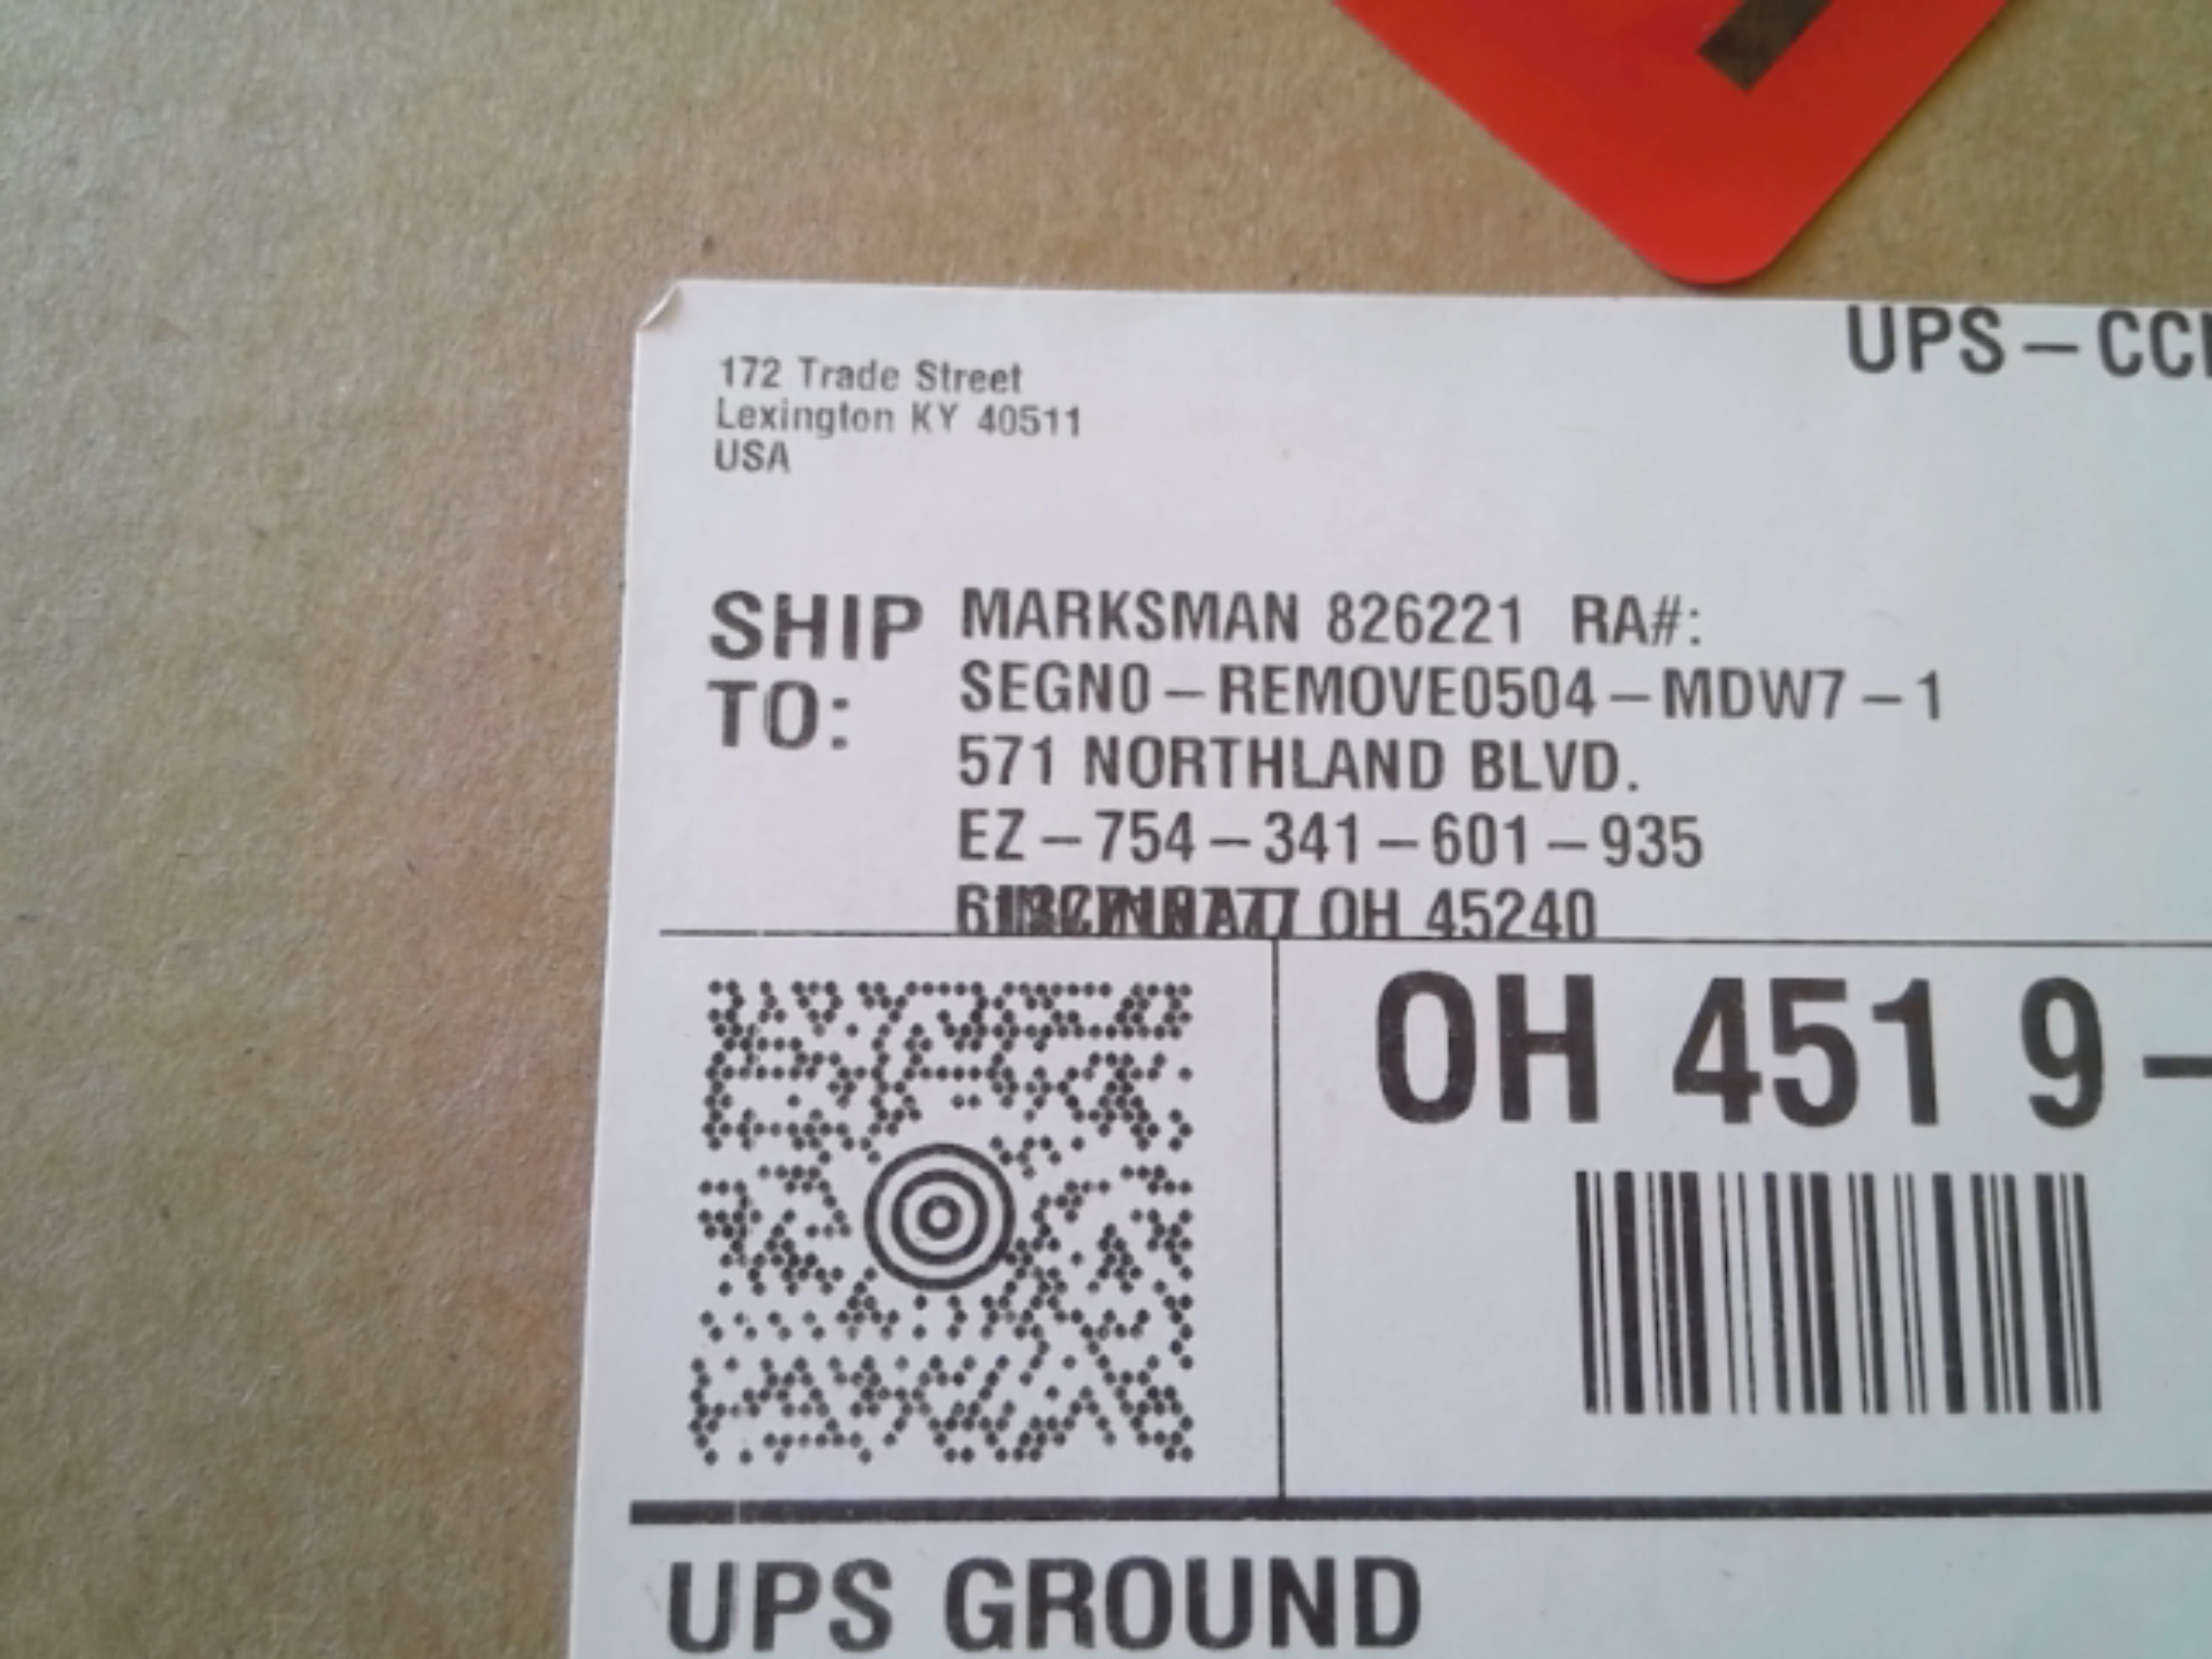 UPS-CC
172 Trade Street
Lexington KY 40511
USA
SHIP TO:
MARKSMAN 826221 RA#:
SEGN0-REMOVE0504-MDW7-1
571 NORTHLAND BLVD.
EZ-754-341-601-935
OH 45240
OH 451 9-
UPS GROUND